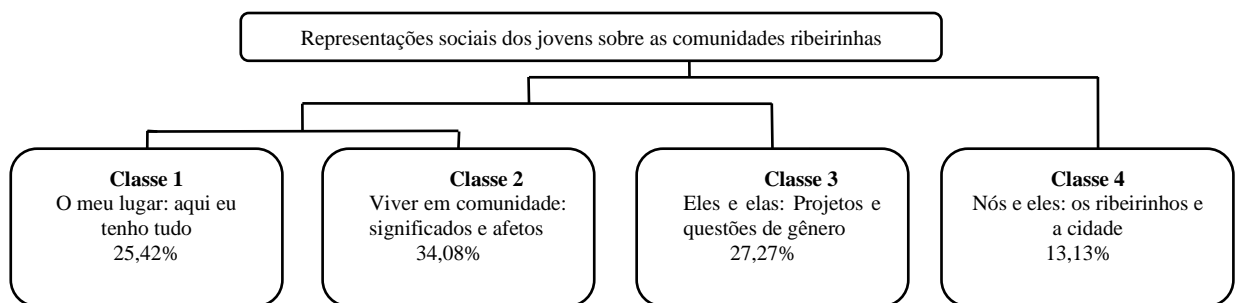 Representações sociais dos jovens sobre as comunidades ribeirinhas
Classe 1
O meu lugar: aqui eu
tenho tudo
25,42%
Classe 2
Viver em comunidade:
significados e afetos
34,08%
Classe 3
Eles e elas: Projetos e
questões de gênero
27,27%
Classe 4
Nós e eles: os ribeirinhos e
a cidade
13,13%